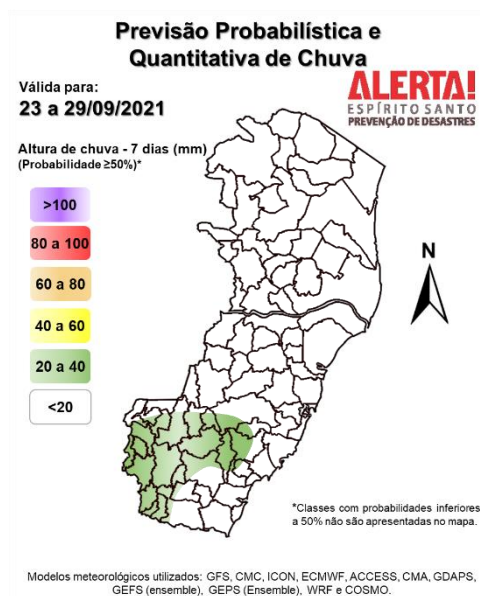 Previsão Probabilística e
Quantitativa de Chuva
Válida para:
23 a 29/09/2021
ALERTA!
ESPÍRITO SANTO
PREVENÇÃO DE DESASTRES
Altura de chuva - 7 dias (mm)
(Probabilidade ≥50%)*
>100
80 a 100
60 a 80
40 a 60
20 a 40
<20
N
*Classes com probabilidades inferiores
a 50% não são apresentadas no mapa.
Modelos meteorológicos utilizados: GFS, CMC, ICON, ECMWF, ACCESS, CMA, GDAPS,
GEFS (ensemble), GEPS (Ensemble), WRF e COSMO.